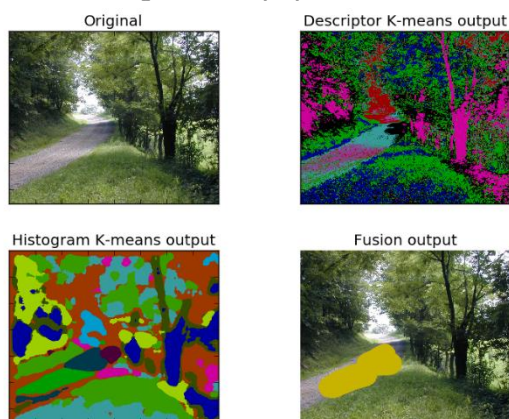 Original
Descriptor K-means output
Histogram K-means output
Fusion output